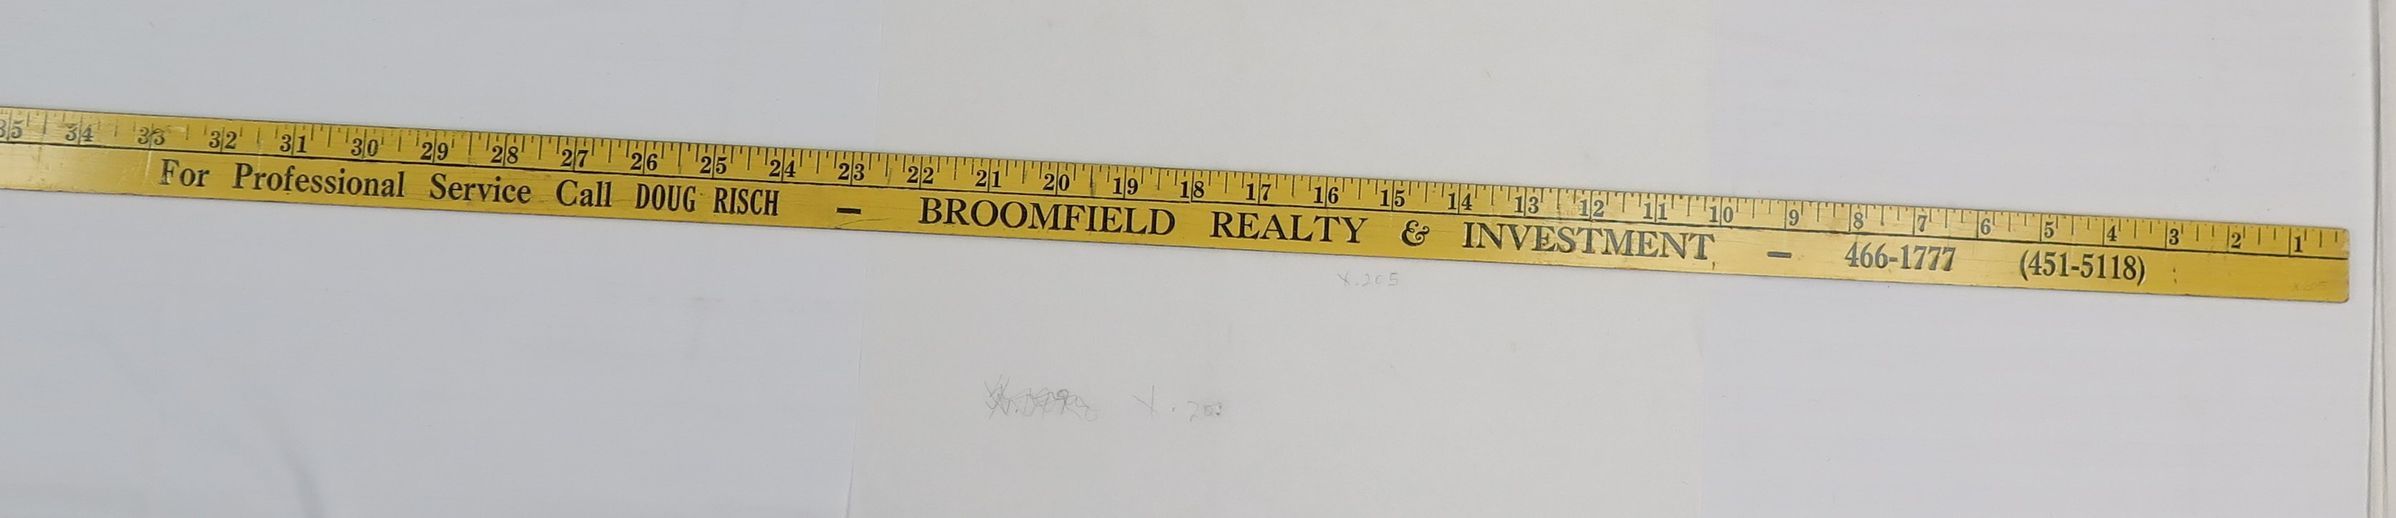 35 34 33 32 31 30 29 28 27 26 25 24 23 22 21 20 19 18 17 16 15 14 13 12 11 10 9 8 7 6 5 4 3 2 1
For Professional Service Call DOUG RISCH — BROOMFIELD REALTY & INVESTMENT — 466-1777 (451-5118)
X.205